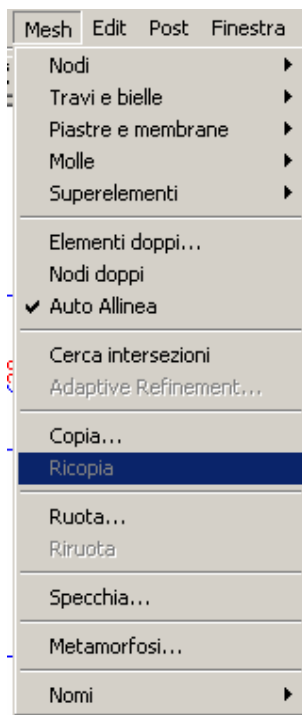 Mesh Edit Post Finestra
Nodi
Travi e bielle
Piastre e membrane
Molle
Superelementi
Elementi doppi...
Nodi doppi
Auto Allinea
Cerca intersezioni
Adaptive Refinement...
Copia...
Ricopia
Ruota...
Riruota
Specchia...
Metamorfosi...
Nomi